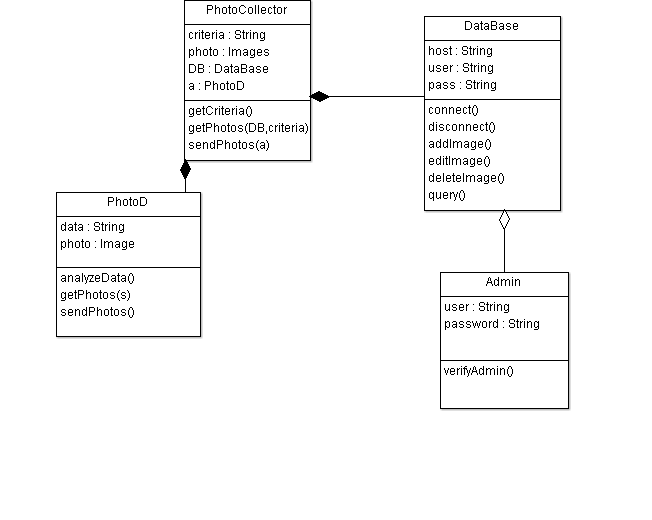 PhotoCollector
criteria : String
photo : Images
DB : DataBase
a : PhotoD
getCriteria()
getPhotos(DB,criteria)
sendPhotos(a)
DataBase
host : String
user : String
pass : String
connect()
disconnect()
addImage()
editImage()
deleteImage()
query()
PhotoD
data : String
photo : Image
analyzeData()
getPhotos(s)
sendPhotos()
Admin
user : String
password : String
verifyAdmin()